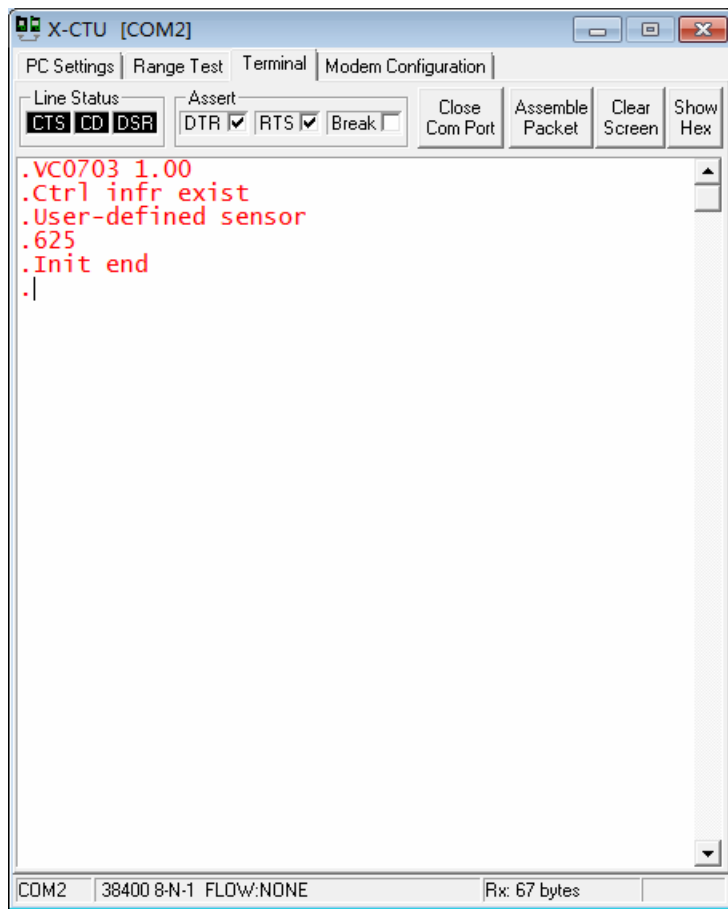 X-CTU [COM2]
PC Settings Range Test Terminal Modem Configuration
Line Status Assert
CTS CD DSR DTR RTS Break
Close Com Port
Assemble Packet
Clear Screen
Show Hex
.VC0703 1.00
.Ctrl infr exist
.User-defined sensor
.625
.Init end
.
COM2 38400 8-N-1 FLOW:NONE Rx: 67 bytes